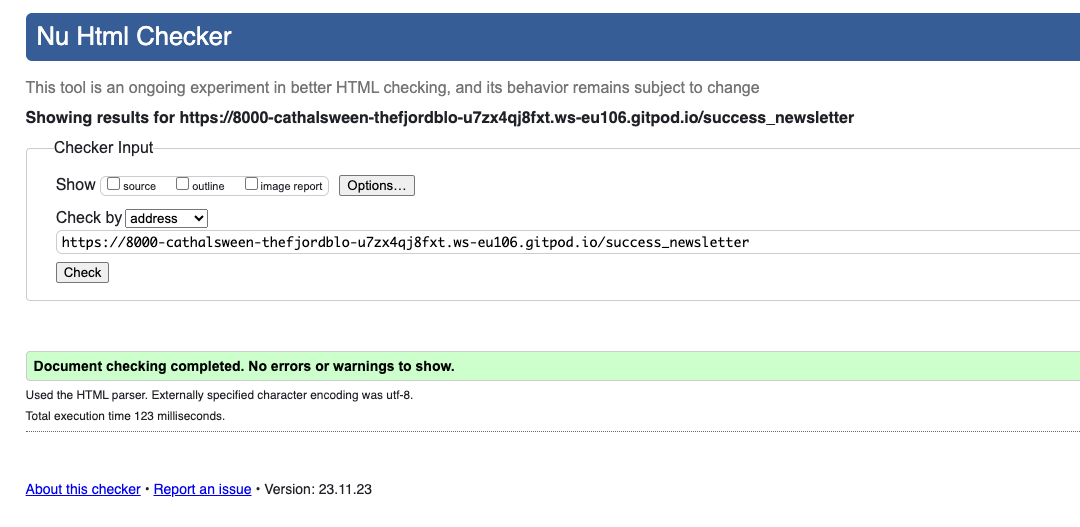 Nu Html Checker
This tool is an ongoing experiment in better HTML checking, and its behavior remains subject to change
Showing results for https://8000-cathalsween-thefjordblo-u7zx4qj8fxt.ws-eu106.gitpod.io/success_newsletter
Checker Input
Show source outline image report Options...
Check by address
https://8000-cathalsween-thefjordblo-u7zx4qj8fxt.ws-eu106.gitpod.io/success_newsletter
Check
Document checking completed. No errors or warnings to show.
Used the HTML parser. Externally specified character encoding was utf-8.
Total execution time 123 milliseconds.
About this checker • Report an issue • Version: 23.11.23